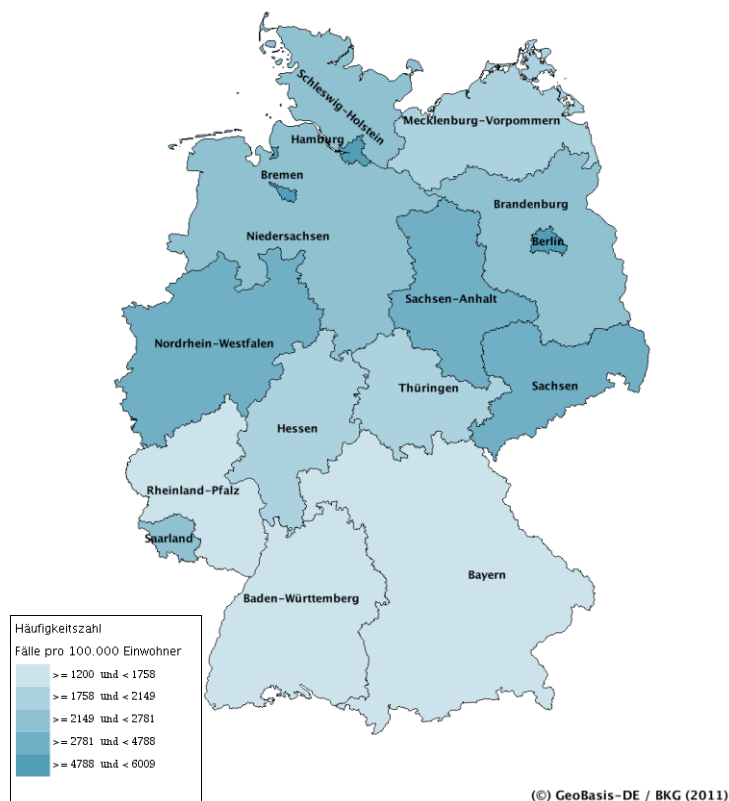 Schleswig-Holstein
Mecklenburg-Vorpommern
Hamburg
Bremen
Brandenburg
Niedersachsen
Berlin
Sachsen-Anhalt
Nordrhein-Westfalen
Thüringen
Sachsen
Hessen
Rheinland-Pfalz
Saarland
Bayern
Baden-Württemberg
Häufigkeitszahl
Fälle pro 100.000 Einwohner
>= 1200 und < 1758
>= 1758 und < 2149
>= 2149 und < 2781
>= 2781 und < 4788
>= 4788 und < 6009
(©) GeoBasis-DE / BKG (2011)